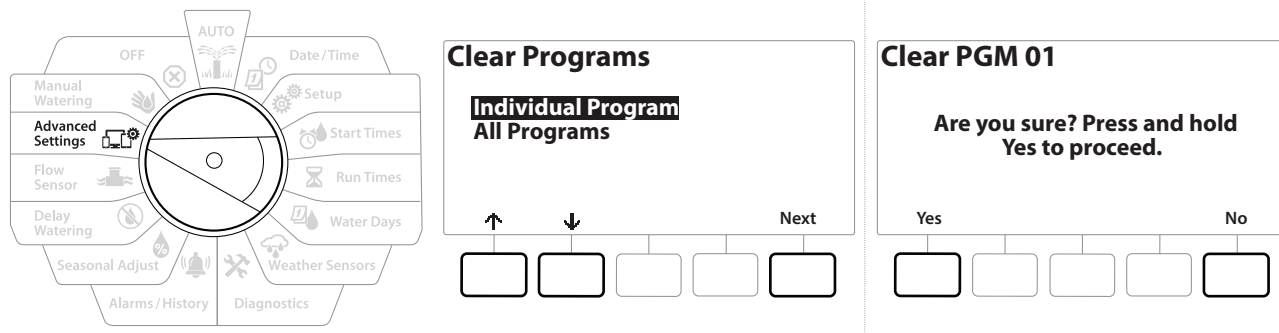 AUTO
OFF
Date/Time
Manual
Watering
Setup
Advanced
Settings
Start Times
Flow
Sensor
Run Times
Delay
Watering
Water Days
Seasonal Adjust
Weather Sensors
Alarms/History
Diagnostics
Clear Programs
Individual Program
All Programs
Next
Clear PGM 01
Are you sure? Press and hold
Yes to proceed.
Yes
No